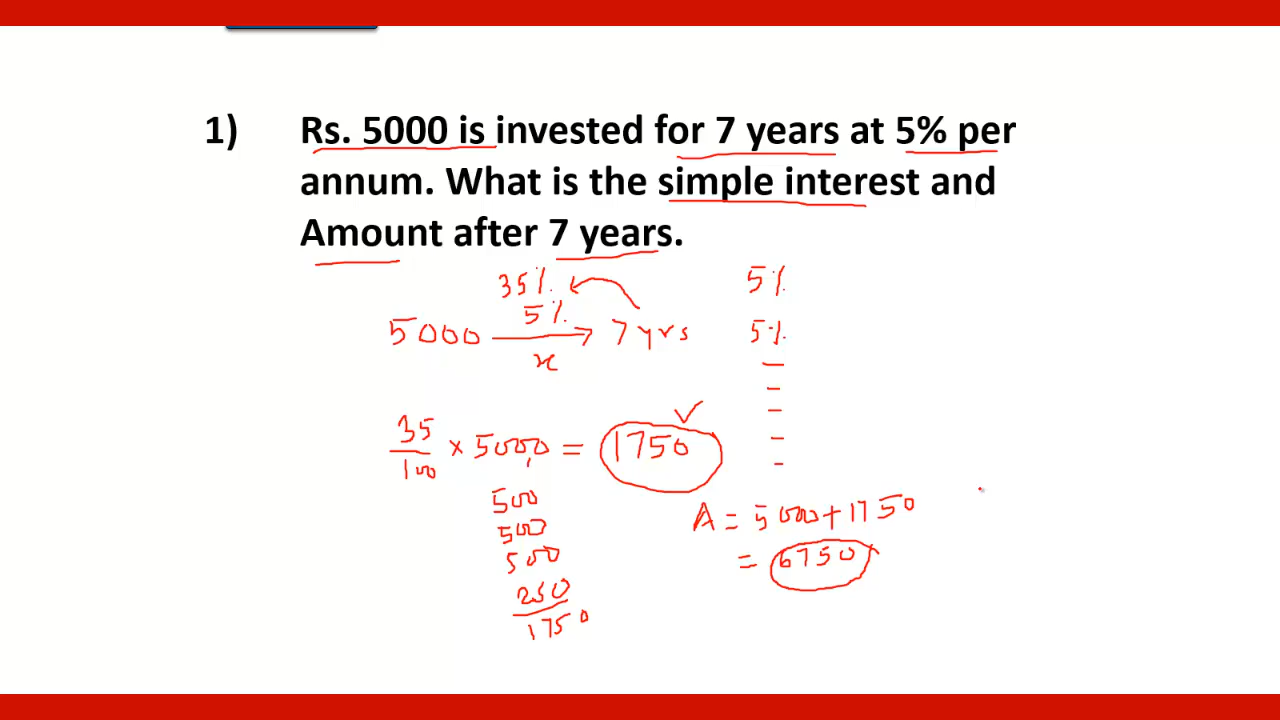 1) Rs. 5000 is invested for 7 years at 5% per
annum. What is the simple interest and
Amount after 7 years.
35%
5%
5000 → 7 yrs
x
5%
5%
35/100 × 5000 = 1750 ✓
500
500
500
250
1750
A = 5000+1750
= 6750